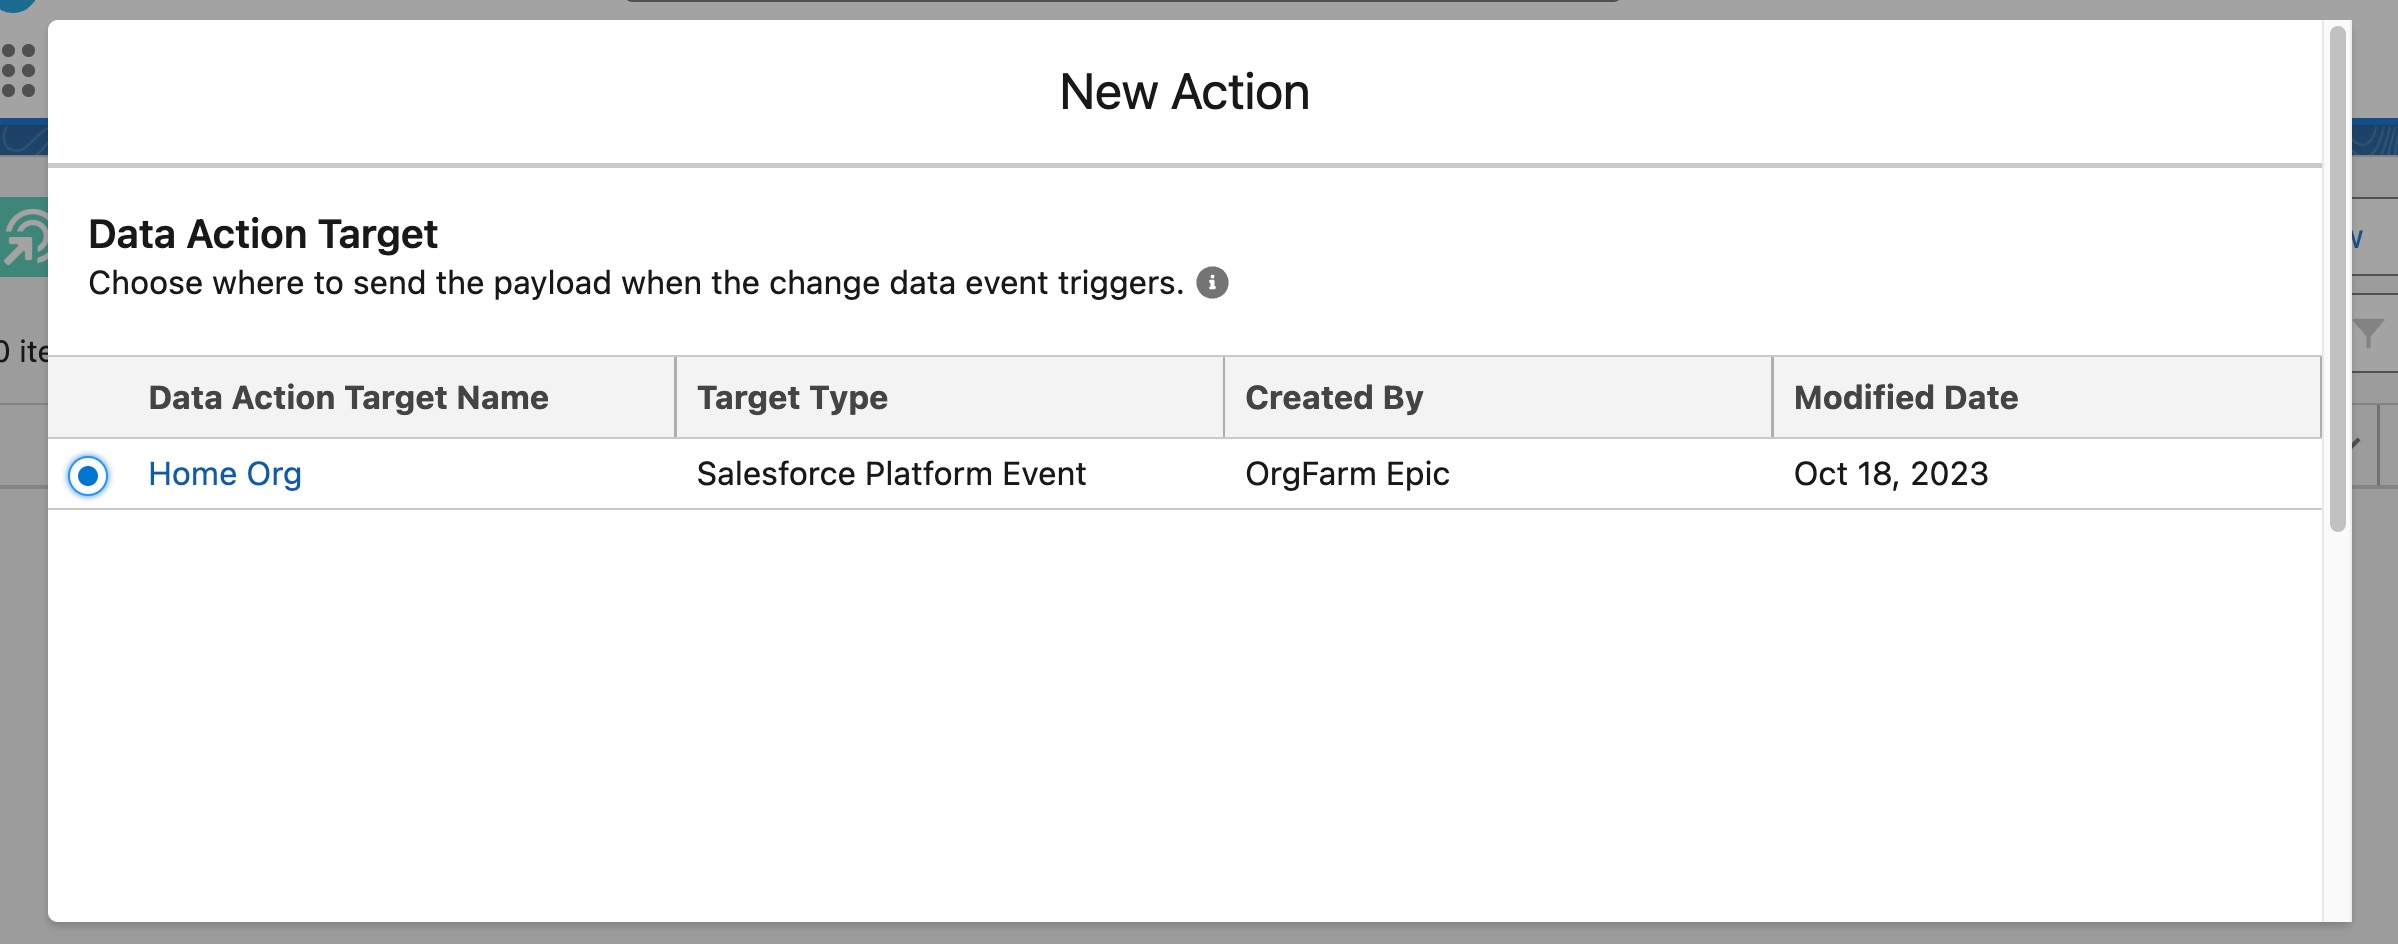 New Action
Data Action Target
Choose where to send the payload when the change data event triggers.
Data Action Target Name Target Type Created By Modified Date
Home Org Salesforce Platform Event OrgFarm Epic Oct 18, 2023